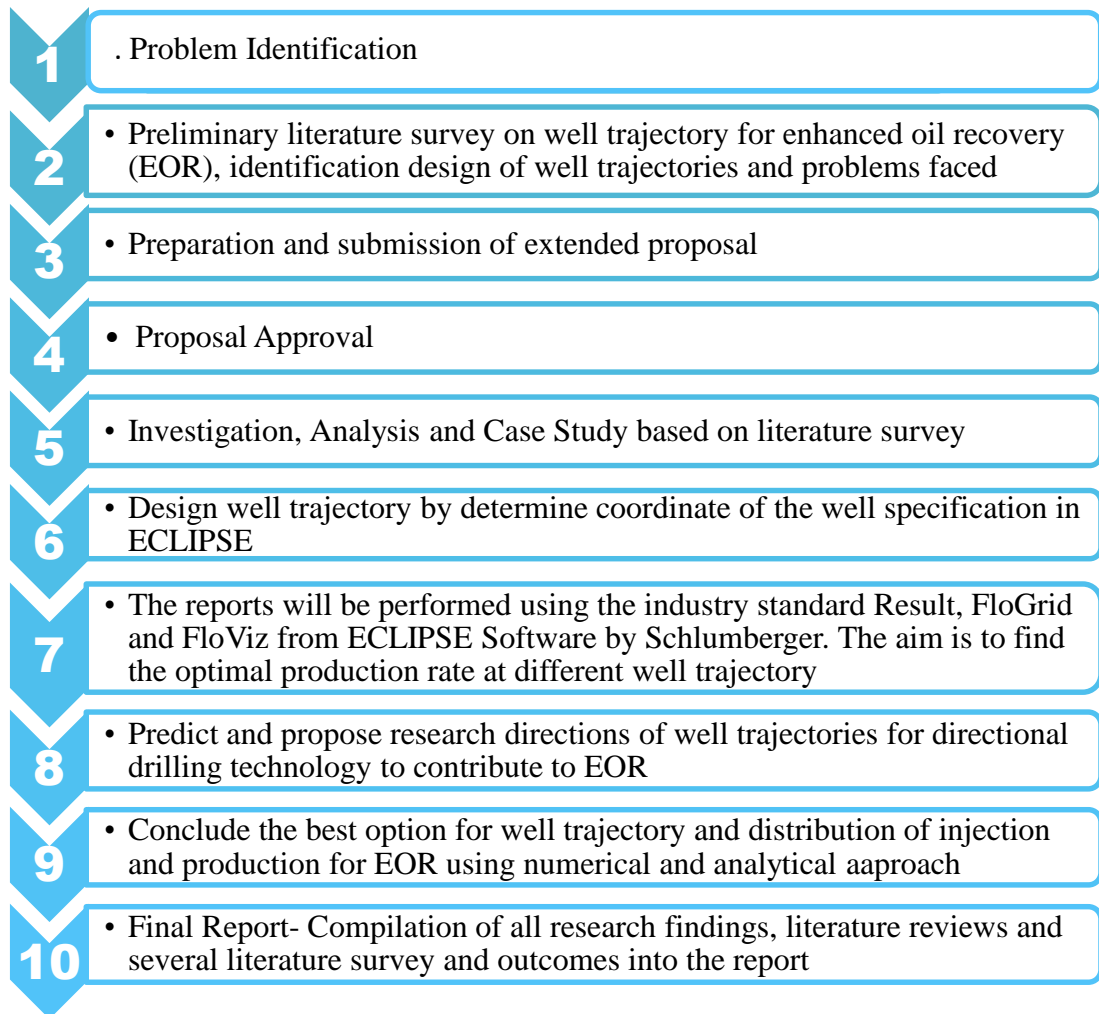 1
. Problem Identification
2
• Preliminary literature survey on well trajectory for enhanced oil recovery
(EOR), identification design of well trajectories and problems faced
3
• Preparation and submission of extended proposal
4
• Proposal Approval
5
• Investigation, Analysis and Case Study based on literature survey
6
• Design well trajectory by determine coordinate of the well specification in
ECLIPSE
7
• The reports will be performed using the industry standard Result, FloGrid
and FloViz from ECLIPSE Software by Schlumberger. The aim is to find
the optimal production rate at different well trajectory
8
• Predict and propose research directions of well trajectories for directional
drilling technology to contribute to EOR
9
• Conclude the best option for well trajectory and distribution of injection
and production for EOR using numerical and analytical aaproach
10
• Final Report- Compilation of all research findings, literature reviews and
several literature survey and outcomes into the report